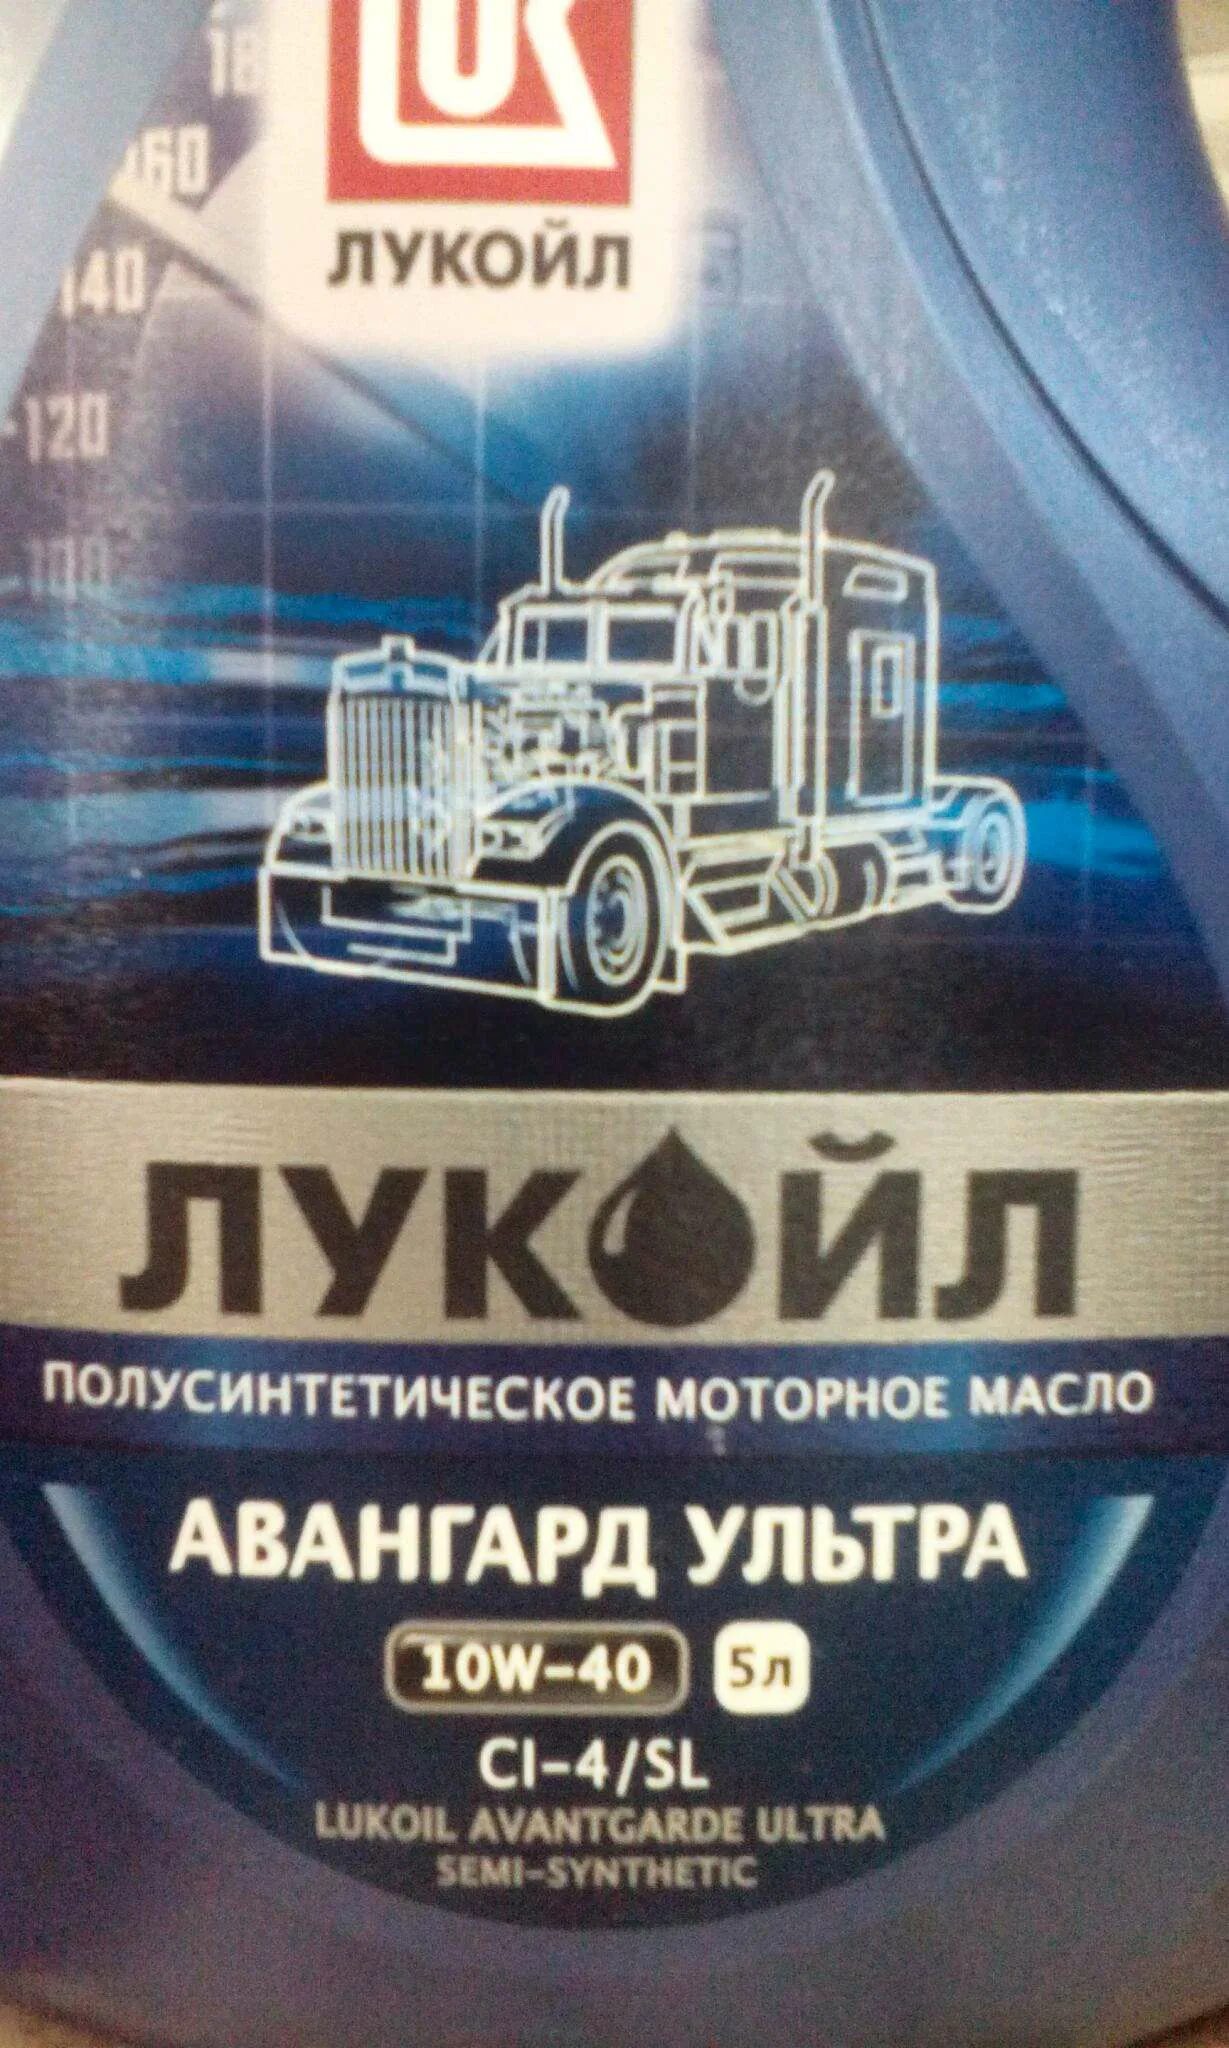 ЛУКОЙЛ
160
140
120
100
ЛУКОЙЛ
ПОЛУСИНТЕТИЧЕСКОЕ МОТОРНОЕ МАСЛО
АВАНГАРД УЛЬТРА
10W-40 5л
CI-4/SL
LUKOIL AVANTGARDE ULTRA
SEMI-SYNTHETIC